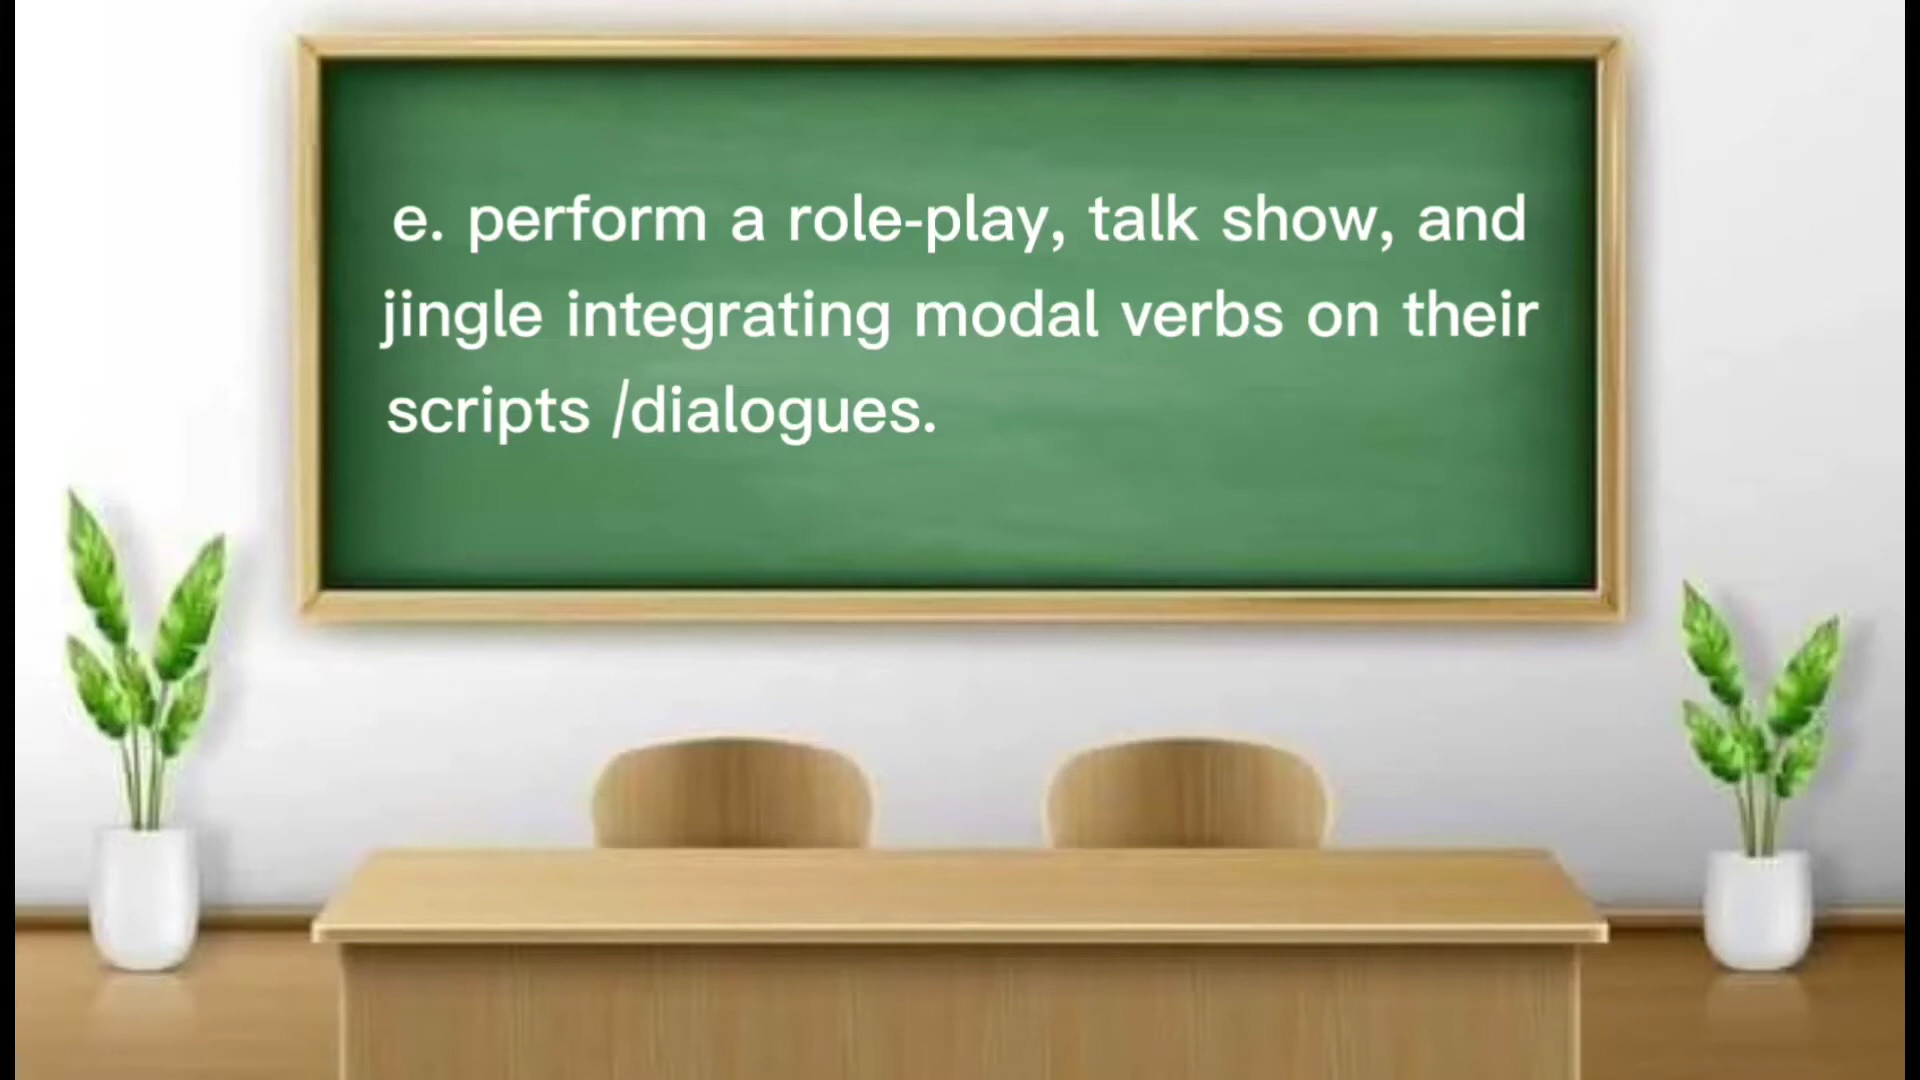 e. perform a role-play, talk show, and
jingle integrating modal verbs on their
scripts /dialogues.